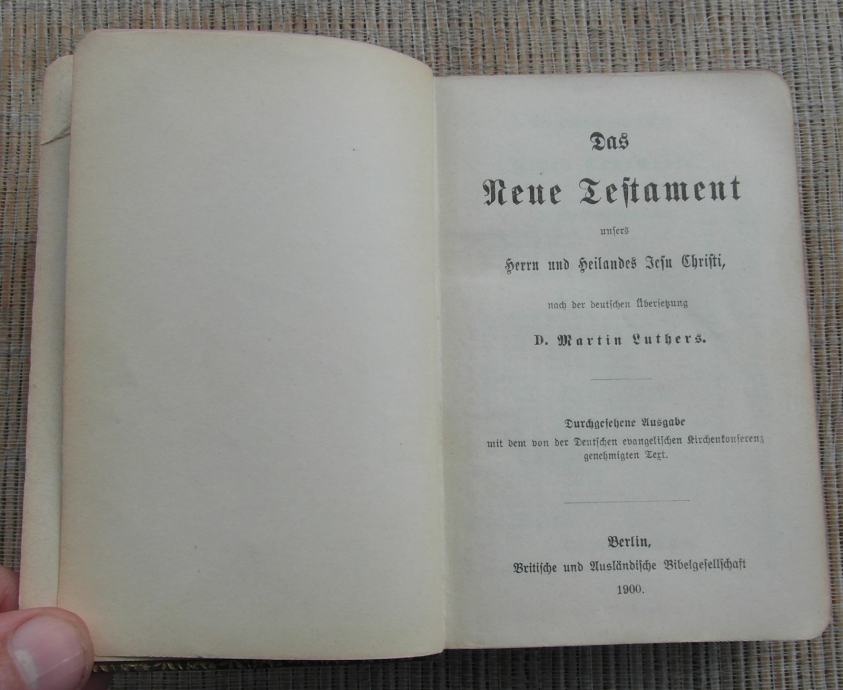 Das
Neue Testament
unsers
Herrn und Heilandes Jesu Christi,
nach der deutschen Übersetzung
D. Martin Luthers.
Durchgesehene Ausgabe
mit dem von der Deutschen evangelischen Kirchenkonferenz
genehmigten Text.
Berlin,
Britische und Ausländische Bibelgesellschaft
1900.